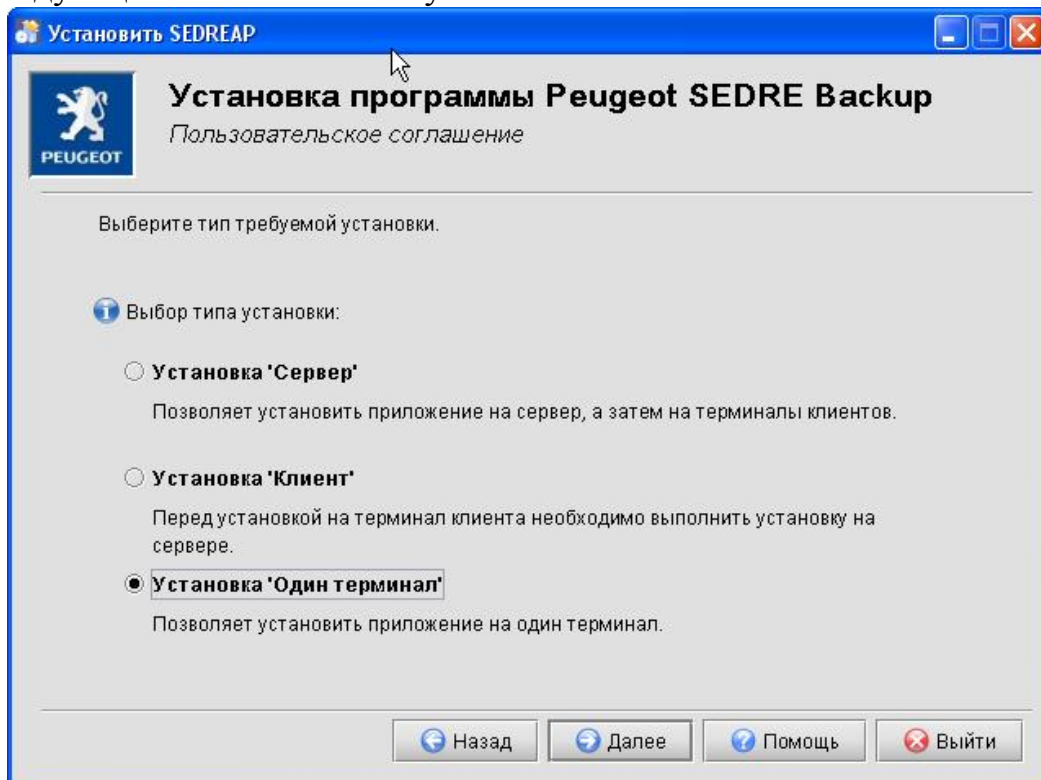 Установить SEDREAP
Установка программы Peugeot SEDRE Backup
Пользовательское соглашение
PEUGEOT
Выберите тип требуемой установки.
Выбор типа установки:
Установка 'Сервер'
Позволяет установить приложение на сервер, а затем на терминалы клиентов.
Установка 'Клиент'
Перед установкой на терминал клиента необходимо выполнить установку на
сервере.
Установка 'Один терминал'
Позволяет установить приложение на один терминал.
Назад Далее Помощь Выйти